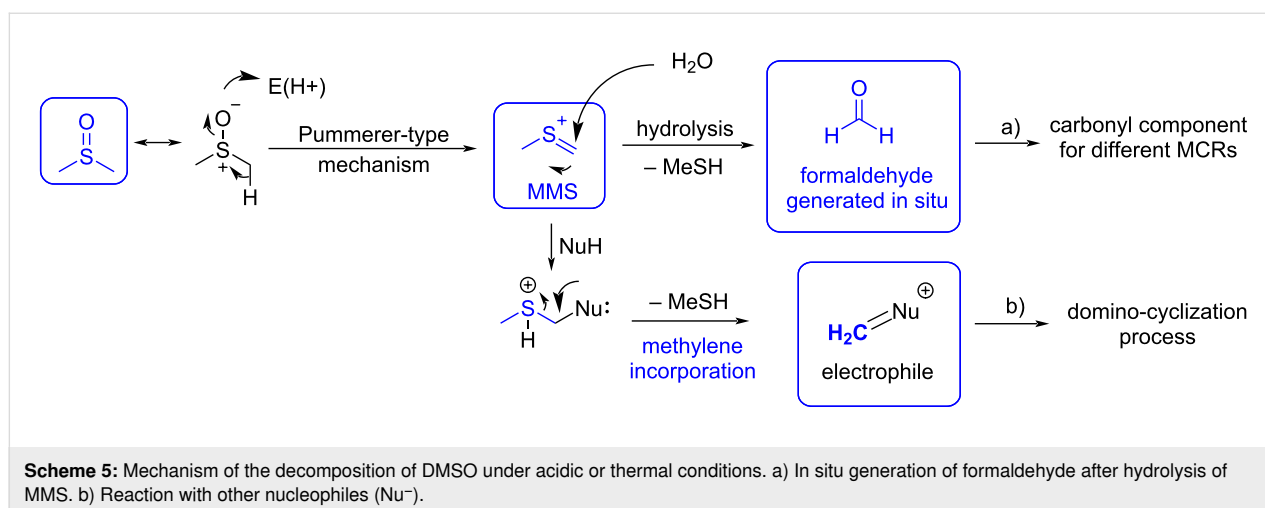 O
S
O−
S
+
H
E(H+)
Pummerer-type
mechanism
S+
MMS
H2O
hydrolysis
– MeSH
O
H H
formaldehyde
generated in situ
a)
carbonyl component
for different MCRs
NuH
⊕
S
H
Nu:
– MeSH
methylene
incorporation
⊕
Nu
H2C
electrophile
b)
domino-cyclization
process
Scheme 5: Mechanism of the decomposition of DMSO under acidic or thermal conditions. a) In situ generation of formaldehyde after hydrolysis of
MMS. b) Reaction with other nucleophiles (Nu−).